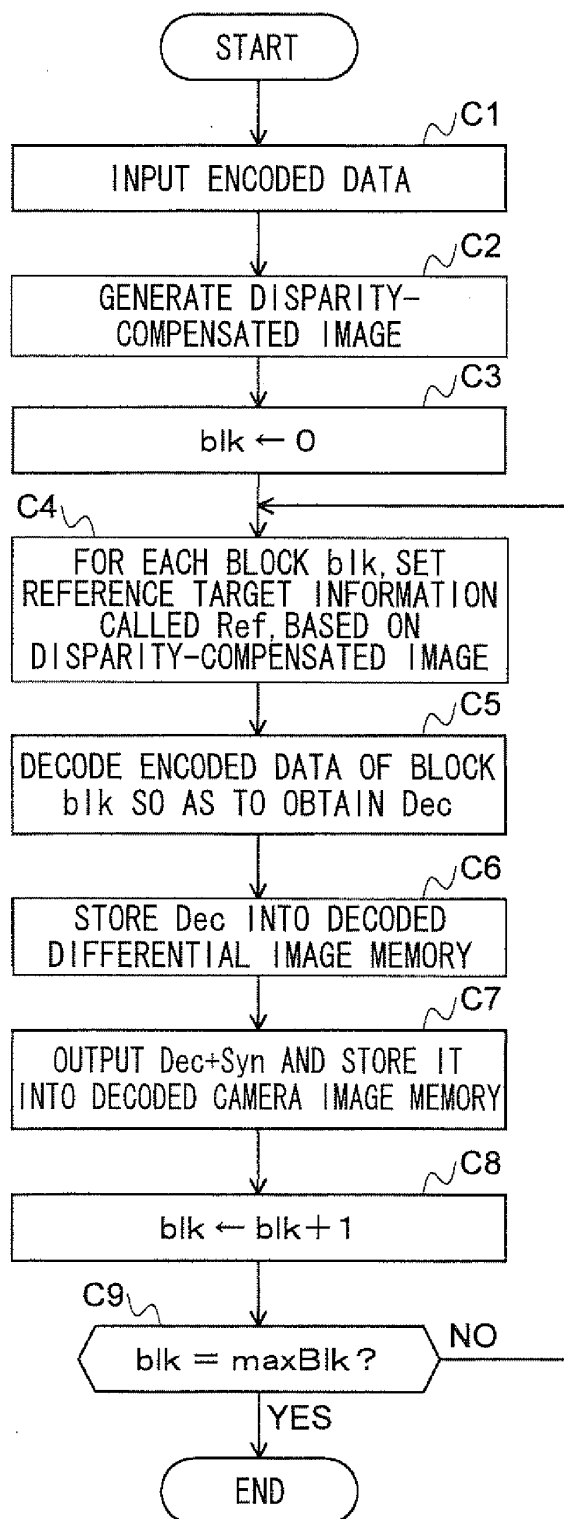 START
C1
INPUT ENCODED DATA
C2
GENERATE DISPARITY-
COMPENSATED IMAGE
C3
blk ← 0
C4
FOR EACH BLOCK blk, SET
REFERENCE TARGET INFORMATION
CALLED Ref, BASED ON
DISPARITY-COMPENSATED IMAGE
C5
DECODE ENCODED DATA OF BLOCK
blk SO AS TO OBTAIN Dec
C6
STORE Dec INTO DECODED
DIFFERENTIAL IMAGE MEMORY
C7
OUTPUT Dec+Syn AND STORE IT
INTO DECODED CAMERA IMAGE MEMORY
C8
blk ← blk+1
C9
blk = maxBlk?
NO
YES
END